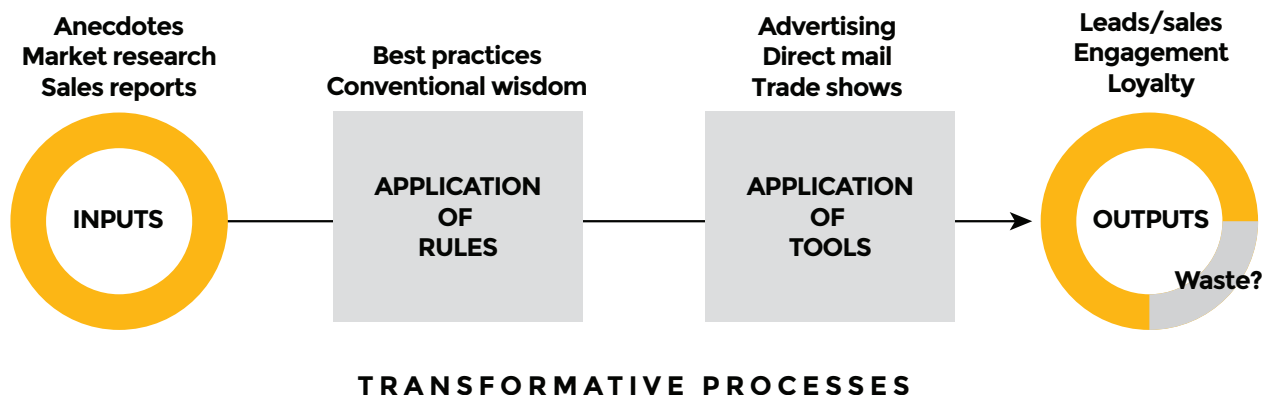 Anecdotes
Market research
Sales reports
INPUTS
Best practices
Conventional wisdom
APPLICATION
OF
RULES
Advertising
Direct mail
Trade shows
APPLICATION
OF
TOOLS
Leads/sales
Engagement
Loyalty
OUTPUTS
Waste?
TRANSFORMATIVE PROCESSES